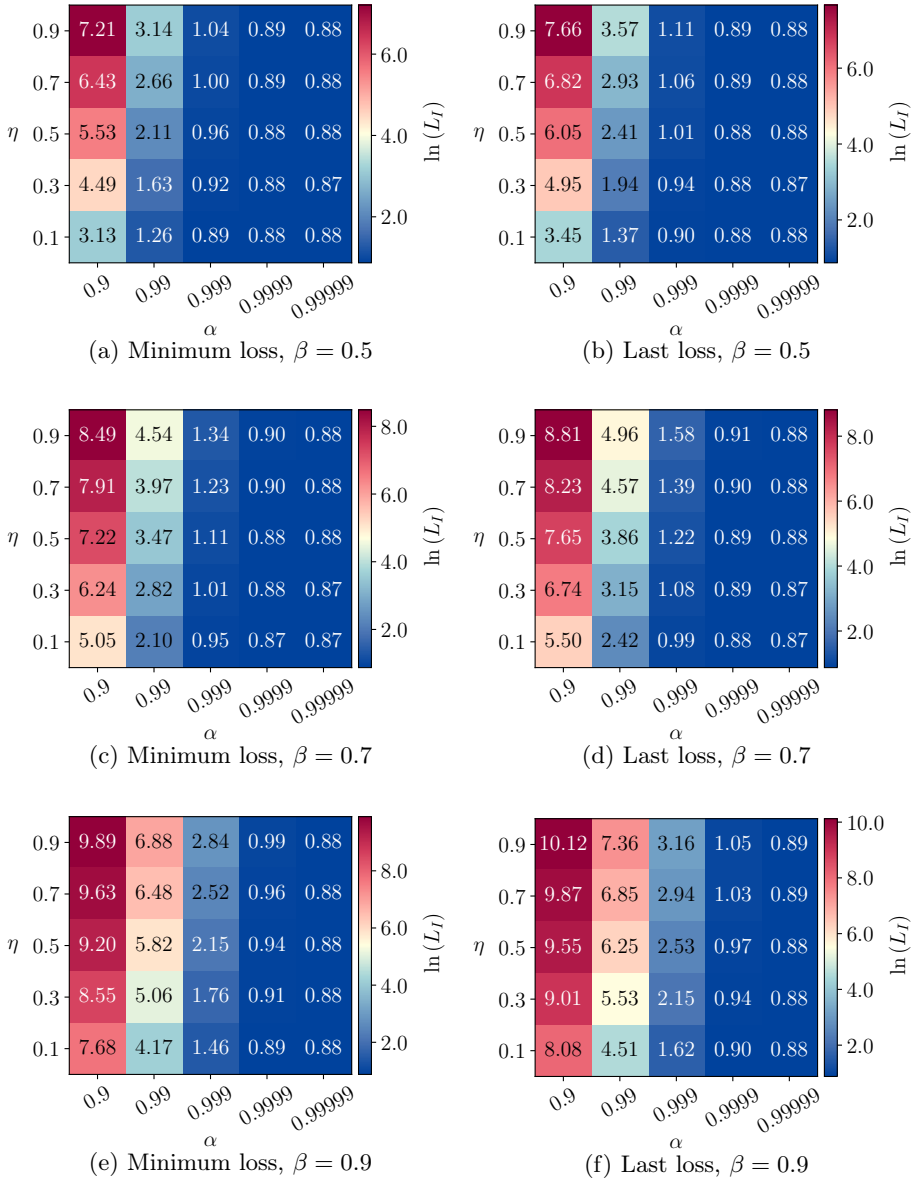 0.9 7.21 3.14 1.04 0.89 0.88
0.7 6.43 2.66 1.00 0.89 0.88
η 0.5 5.53 2.11 0.96 0.88 0.88
0.3 4.49 1.63 0.92 0.88 0.87
0.1 3.13 1.26 0.89 0.88 0.88
0.9 0.99 0.999 0.9999 0.99999
α
6.0
4.0
2.0
ln (L_I)
(a) Minimum loss, β = 0.5
0.9 7.66 3.57 1.11 0.89 0.88
0.7 6.82 2.93 1.06 0.89 0.88
η 0.5 6.05 2.41 1.01 0.88 0.88
0.3 4.95 1.94 0.94 0.88 0.87
0.1 3.45 1.37 0.90 0.88 0.88
0.9 0.99 0.999 0.9999 0.99999
α
6.0
4.0
2.0
ln (L_I)
(b) Last loss, β = 0.5
0.9 8.49 4.54 1.34 0.90 0.88
0.7 7.91 3.97 1.23 0.90 0.88
η 0.5 7.22 3.47 1.11 0.88 0.88
0.3 6.24 2.82 1.01 0.88 0.87
0.1 5.05 2.10 0.95 0.87 0.87
0.9 0.99 0.999 0.9999 0.99999
α
8.0
6.0
4.0
2.0
ln (L_I)
(c) Minimum loss, β = 0.7
0.9 8.81 4.96 1.58 0.91 0.88
0.7 8.23 4.57 1.39 0.90 0.88
η 0.5 7.65 3.86 1.22 0.89 0.88
0.3 6.74 3.15 1.08 0.89 0.87
0.1 5.50 2.42 0.99 0.88 0.87
0.9 0.99 0.999 0.9999 0.99999
α
8.0
6.0
4.0
2.0
ln (L_I)
(d) Last loss, β = 0.7
0.9 9.89 6.88 2.84 0.99 0.88
0.7 9.63 6.48 2.52 0.96 0.88
η 0.5 9.20 5.82 2.15 0.94 0.88
0.3 8.55 5.06 1.76 0.91 0.88
0.1 7.68 4.17 1.46 0.89 0.88
0.9 0.99 0.999 0.9999 0.99999
α
8.0
6.0
4.0
2.0
ln (L_I)
(e) Minimum loss, β = 0.9
0.9 10.12 7.36 3.16 1.05 0.89
0.7 9.87 6.85 2.94 1.03 0.89
η 0.5 9.55 6.25 2.53 0.97 0.88
0.3 9.01 5.53 2.15 0.94 0.88
0.1 8.08 4.51 1.62 0.90 0.88
0.9 0.99 0.999 0.9999 0.99999
α
10.0
8.0
6.0
4.0
2.0
ln (L_I)
(f) Last loss, β = 0.9